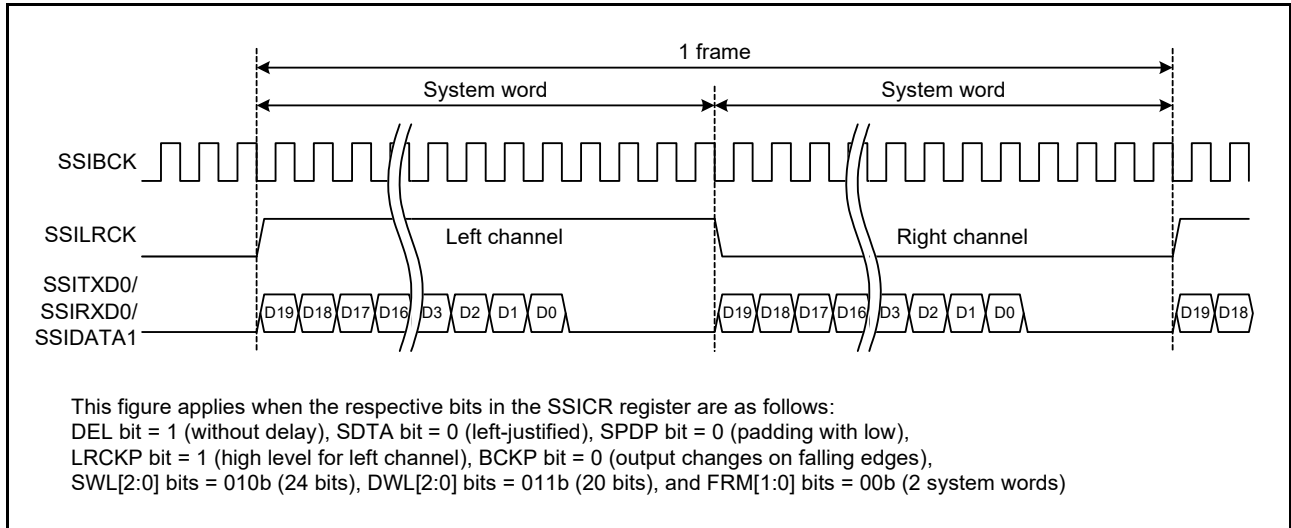 1 frame
System word System word
SSIBCK
SSILRCK Left channel Right channel
SSITXD0/
SSIRXD0/
SSIDATA1
D19 D18 D17 D16 D3 D2 D1 D0 D19 D18 D17 D16 D3 D2 D1 D0 D19 D18
This figure applies when the respective bits in the SSICR register are as follows:
DEL bit = 1 (without delay), SDTA bit = 0 (left-justified), SPDP bit = 0 (padding with low),
LRCKP bit = 1 (high level for left channel), BCKP bit = 0 (output changes on falling edges),
SWL[2:0] bits = 010b (24 bits), DWL[2:0] bits = 011b (20 bits), and FRM[1:0] bits = 00b (2 system words)